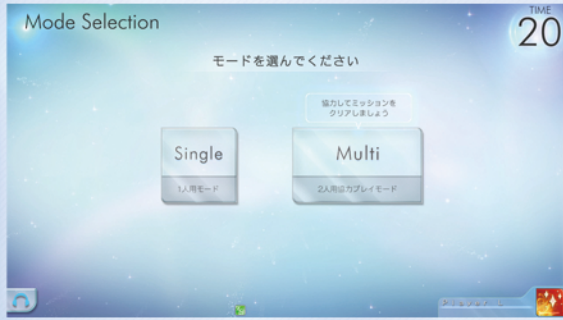 Mode Selection
TIME
20
モードを選んでください
協力してミッションを
クリアしましょう
Single
1人用モード
Multi
2人用協力プレイモード